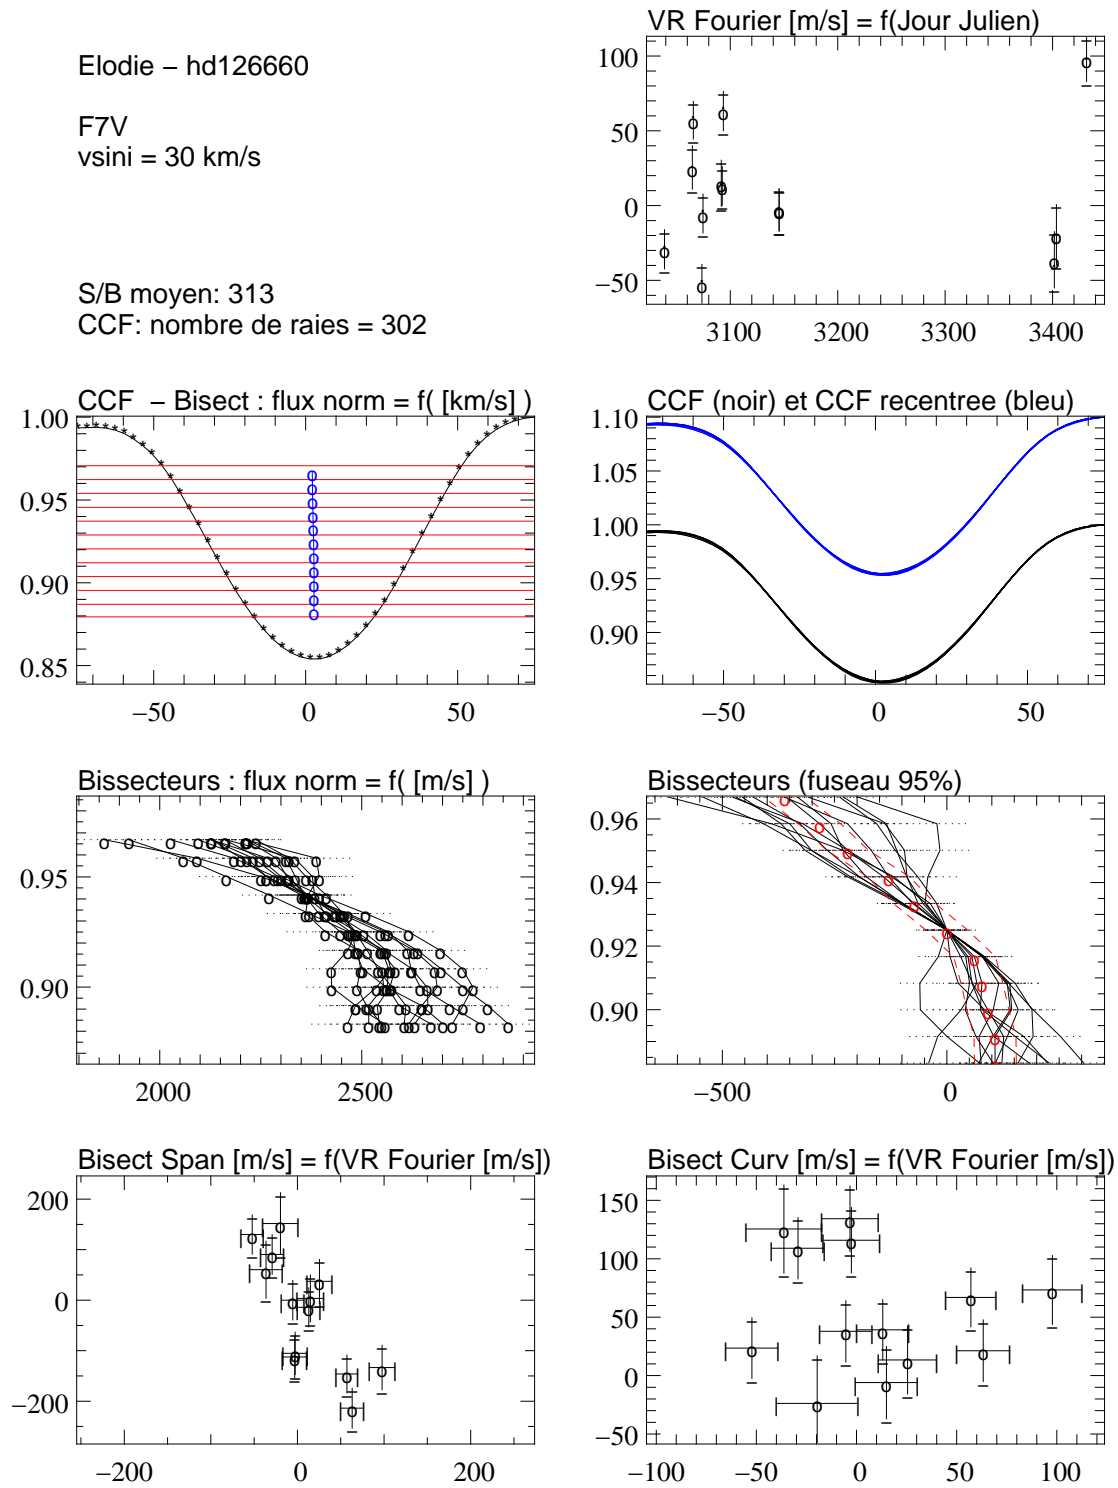 Elodie – hd126660
F7V
vsini = 30 km/s
S/B moyen: 313
CCF: nombre de raies = 302
VR Fourier [m/s] = f(Jour Julien)
100
50
0
−50
3100 3200 3300 3400
CCF – Bisect : flux norm = f( [km/s] )
1.00
0.95
0.90
0.85
−50 0 50
CCF (noir) et CCF recentree (bleu)
1.10
1.05
1.00
0.95
0.90
−50 0 50
Bissecteurs : flux norm = f( [m/s] )
0.95
0.90
2000 2500
Bissecteurs (fuseau 95%)
0.96
0.94
0.92
0.90
−500 0
Bisect Span [m/s] = f(VR Fourier [m/s])
200
0
−200
−200 0 200
Bisect Curv [m/s] = f(VR Fourier [m/s])
150
100
50
0
−50
−100 −50 0 50 100